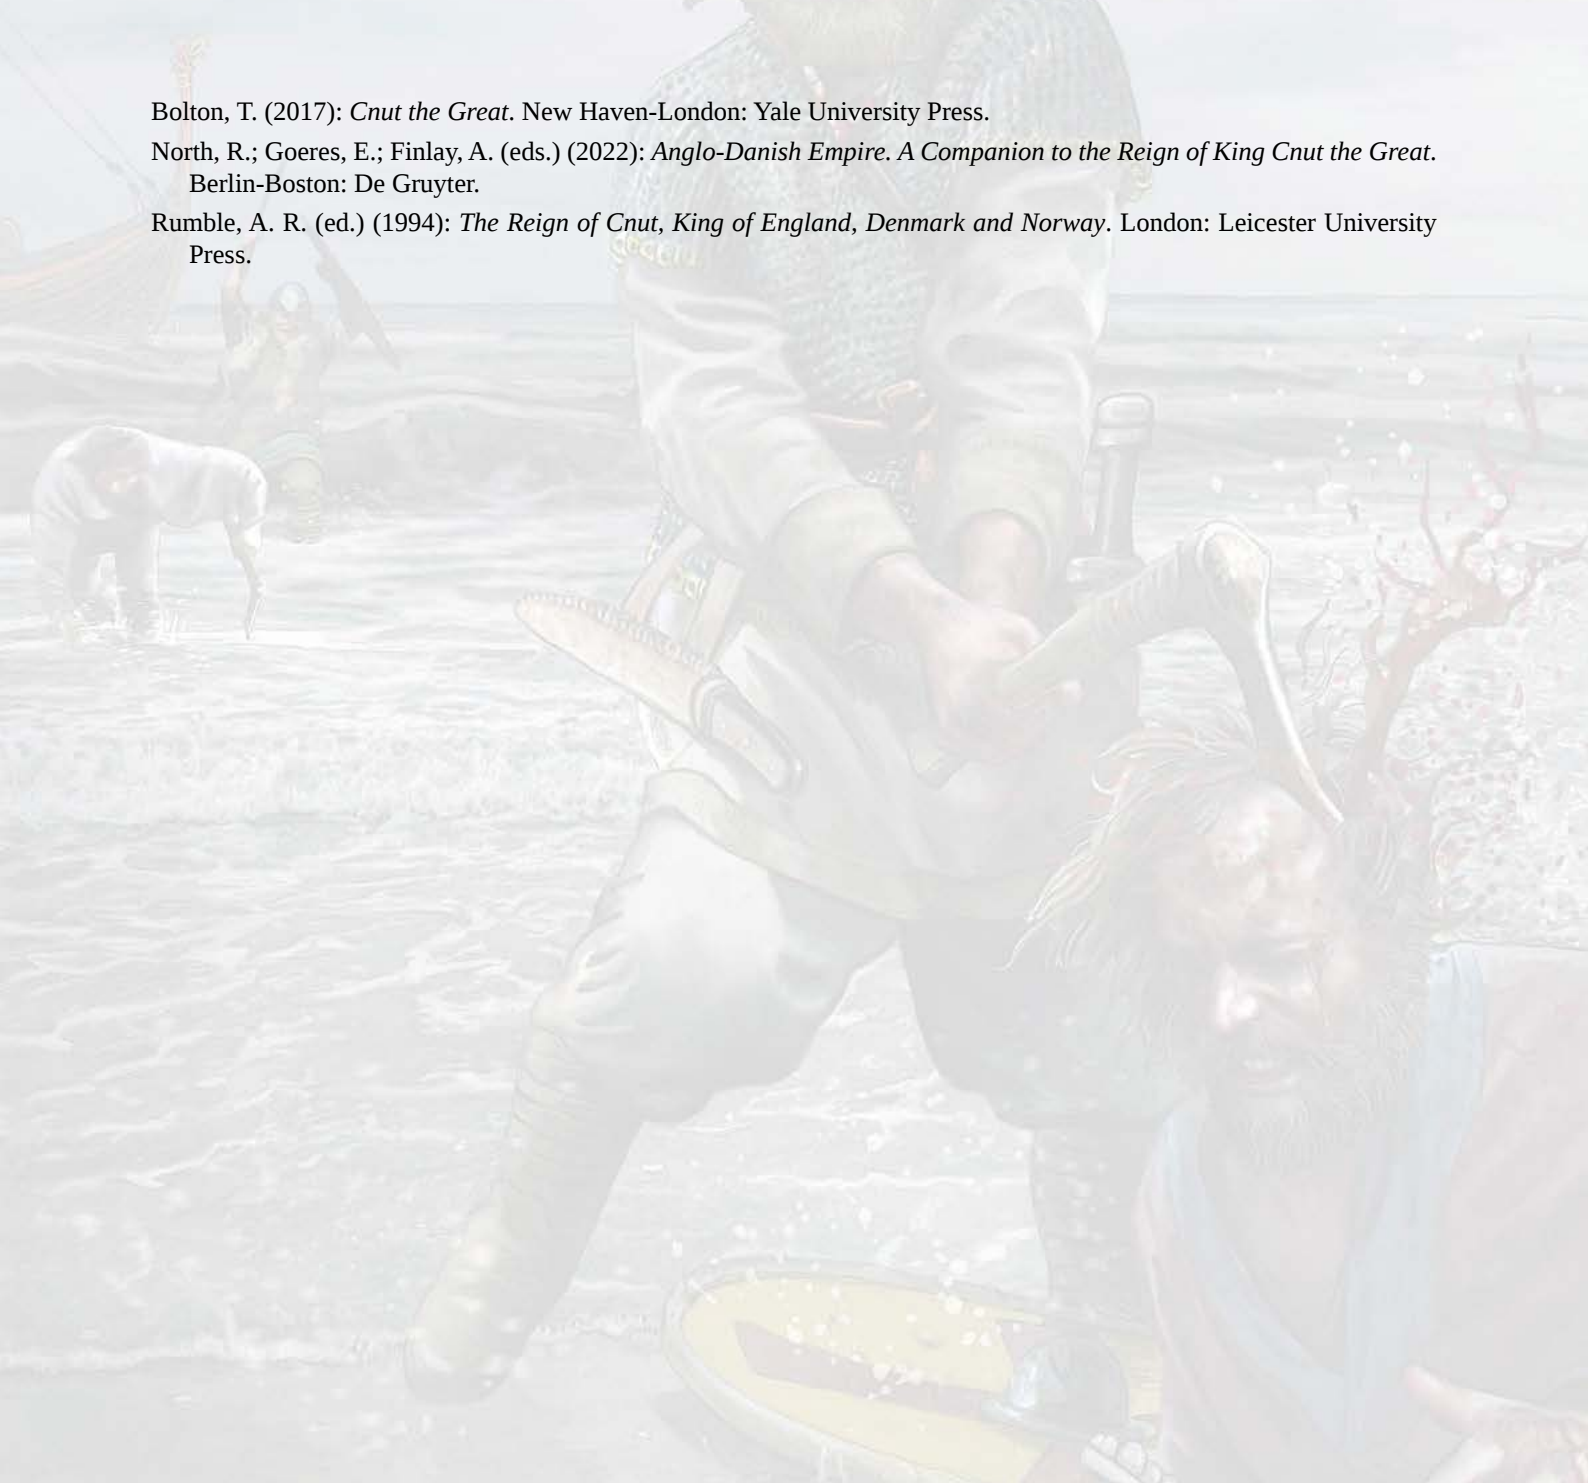 Bolton, T. (2017): Cnut the Great. New Haven-London: Yale University Press.
North, R.; Goeres, E.; Finlay, A. (eds.) (2022): Anglo-Danish Empire. A Companion to the Reign of King Cnut the Great.
Berlin-Boston: De Gruyter.
Rumble, A. R. (ed.) (1994): The Reign of Cnut, King of England, Denmark and Norway. London: Leicester University
Press.